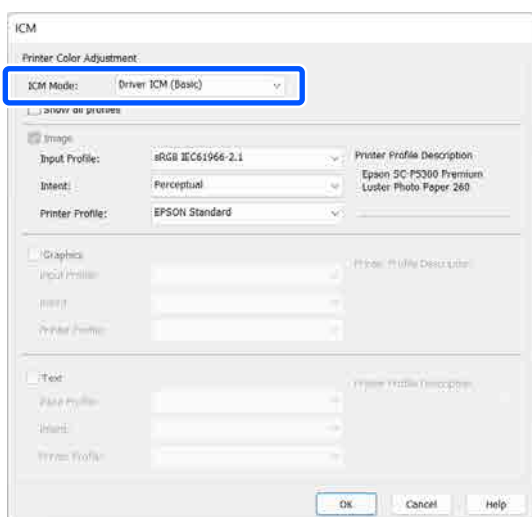 ICM
Printer Color Adjustment
ICM Mode: Driver ICM (Basic)
Show all profiles
Image
Input Profile: sRGB IEC61966-2.1 Printer Profile Description
Epson SC-P5300 Premium
Intent: Perceptual Luster Photo Paper 260
Printer Profile: EPSON Standard
Graphics
Printer Profile Description
Input Profile:
Intent:
Printer Profile:
Text
Printer Profile Description
Input Profile:
Intent:
Printer Profile:
OK Cancel Help